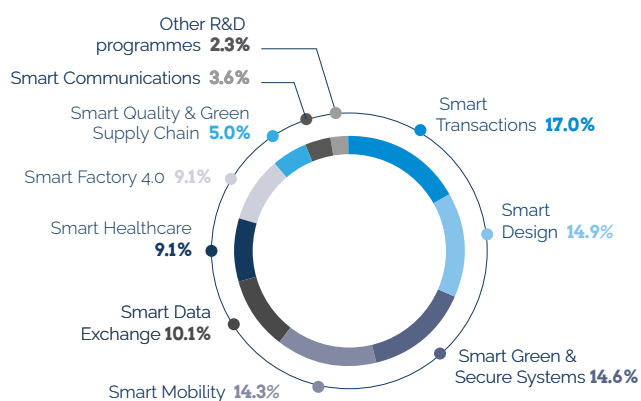 Other R&D
programmes 2.3%
Smart Communications 3.6%
Smart Quality & Green
Supply Chain 5.0%
Smart Factory 4.0 9.1%
Smart Healthcare
9.1%
Smart Data
Exchange 10.1%
Smart Mobility 14.3%
Smart
Transactions 17.0%
Smart
Design 14.9%
Smart Green &
Secure Systems 14.6%